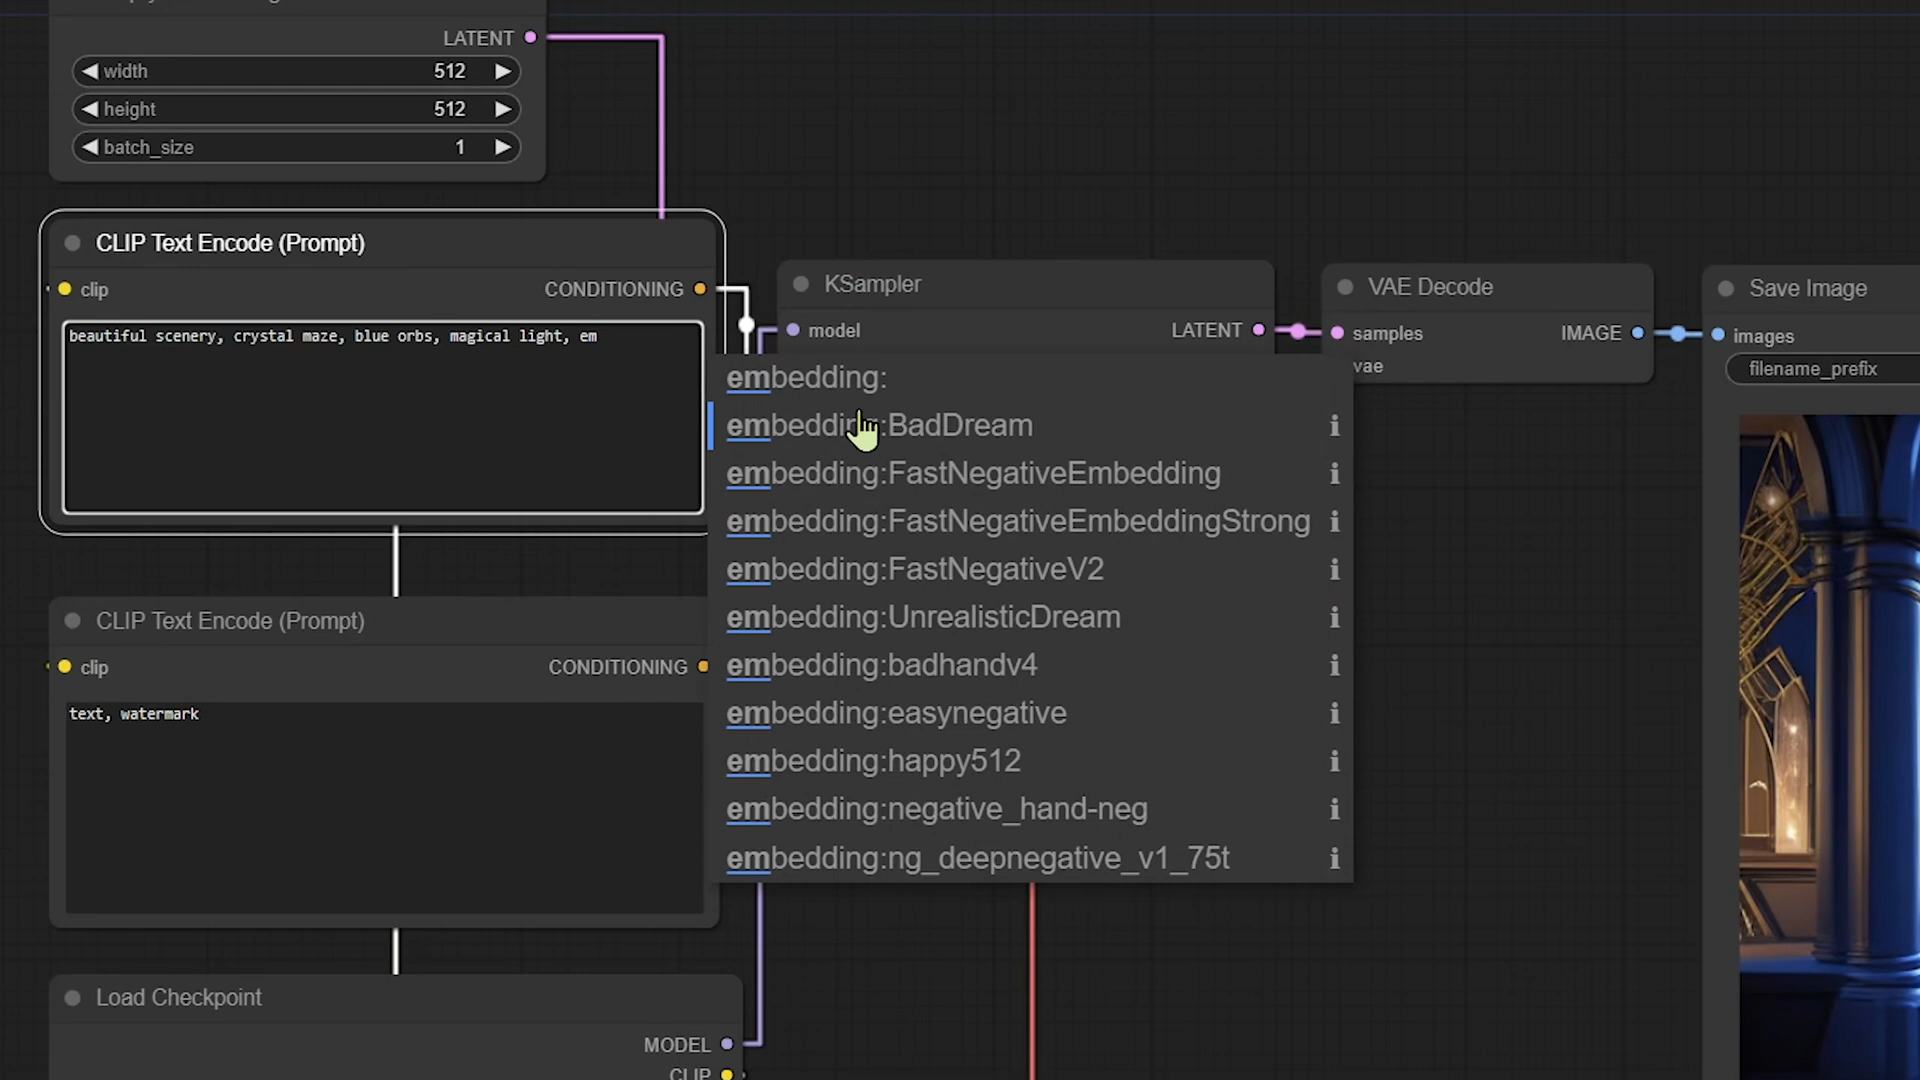 LATENT
width 512
height 512
batch_size 1
CLIP Text Encode (Prompt)
clip CONDITIONING
beautiful scenery, crystal maze, blue orbs, magical light, em
KSampler
model LATENT
VAE Decode
samples IMAGE
vae
Save Image
images
filename_prefix
embedding:
embedding:BadDream i
embedding:FastNegativeEmbedding i
embedding:FastNegativeEmbeddingStrong i
embedding:FastNegativeV2 i
embedding:UnrealisticDream i
embedding:badhandv4 i
embedding:easynegative i
embedding:happy512 i
embedding:negative_hand-neg i
embedding:ng_deepnegative_v1_75t i
CLIP Text Encode (Prompt)
clip CONDITIONING
text, watermark
Load Checkpoint
MODEL
CLIP